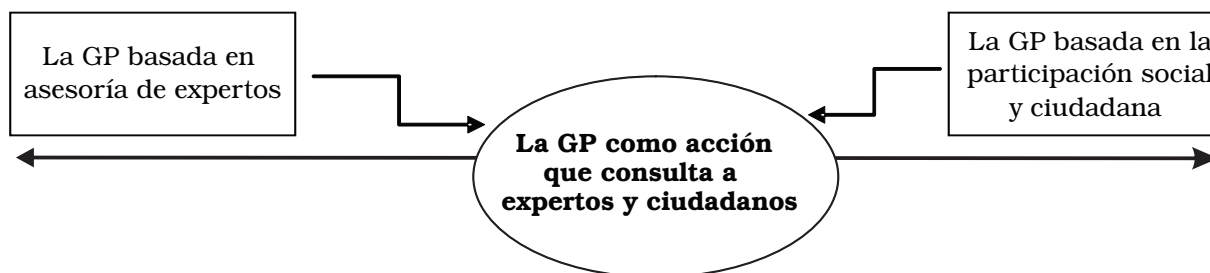 La GP basada en
asesoría de expertos
La GP como acción
que consulta a
expertos y ciudadanos
La GP basada en la
participación social
y ciudadana